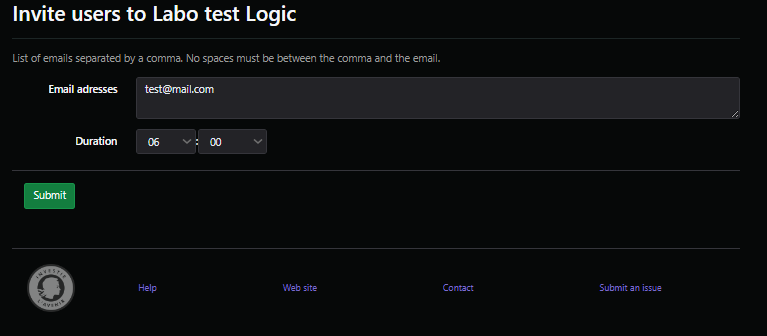 Invite users to Labo test Logic
List of emails separated by a comma. No spaces must be between the comma and the email.
Email adresses
test@mail.com
Duration
06 : 00
Submit
INVESTIR
L'AVENIR
Help
Web site
Contact
Submit an issue